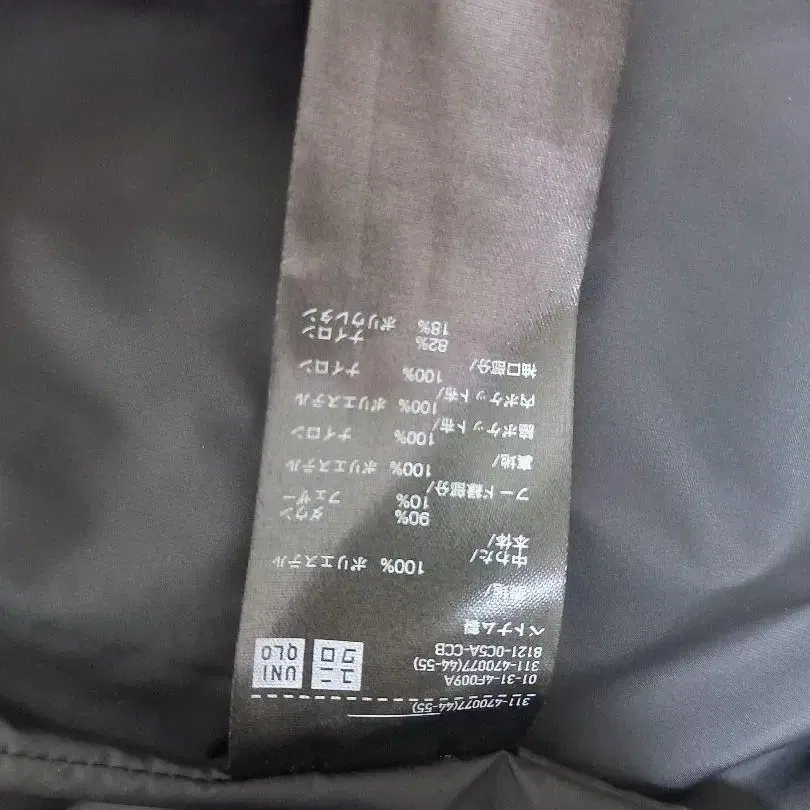 311-470077(44-55)
01-31-4F009A
311-470077(44-55)
8121-0C5A-CCB
ユニ
クロ
UNI
QLO
ベトナム製
表地/ 100% ポリエステル
中わた/
本体/ 90% ダウン
10% フェザー
フード縁部分/ 100% ポリエステル
裏地/ 100% ナイロン
脇ポケット布/ 100% ポリエステル
内ポケット布/ 100% ナイロン
袖口部分/ 82% ナイロン
18% ポリウレタン